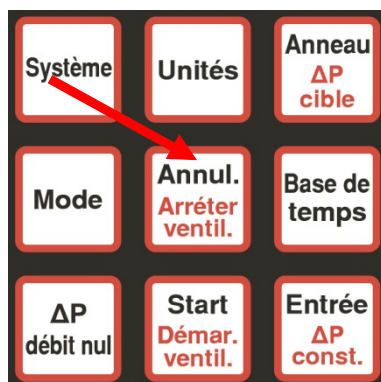 Système
Unités
Anneau
ΔP
cible
Mode
Annul.
Arréter
ventil.
Base de
temps
ΔP
débit nul
Start
Démar.
ventil.
Entrée
ΔP
const.